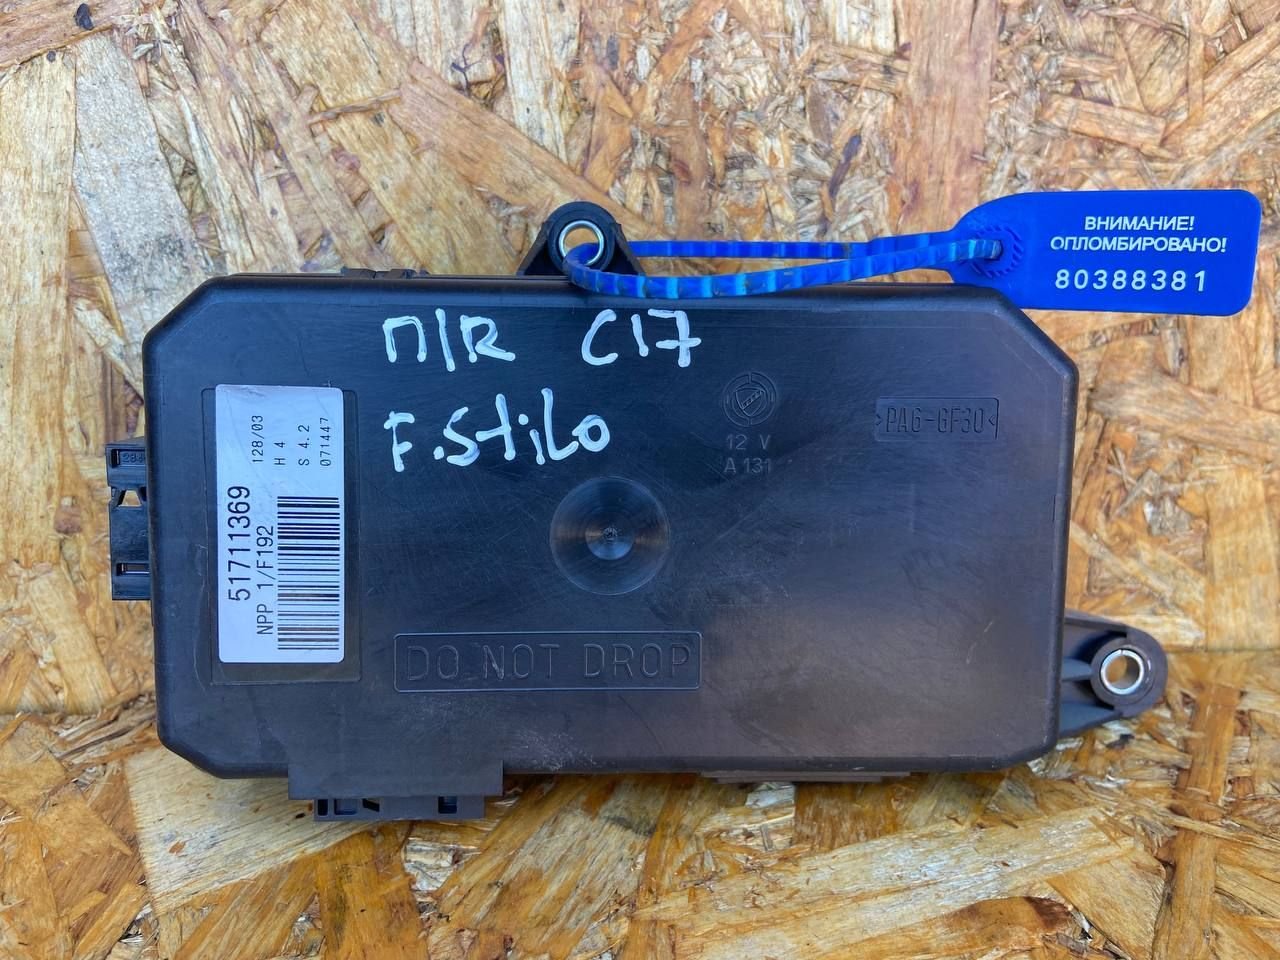 ВНИМАНИЕ!
ОПЛОМБИРОВАНО!
80388381
П/R C17
F.Stilo
12 V
A 131
>PA6-GF30<
51711369
NPP 1/F192
128/03
H 4
S 4.2
071447
DO NOT DROP